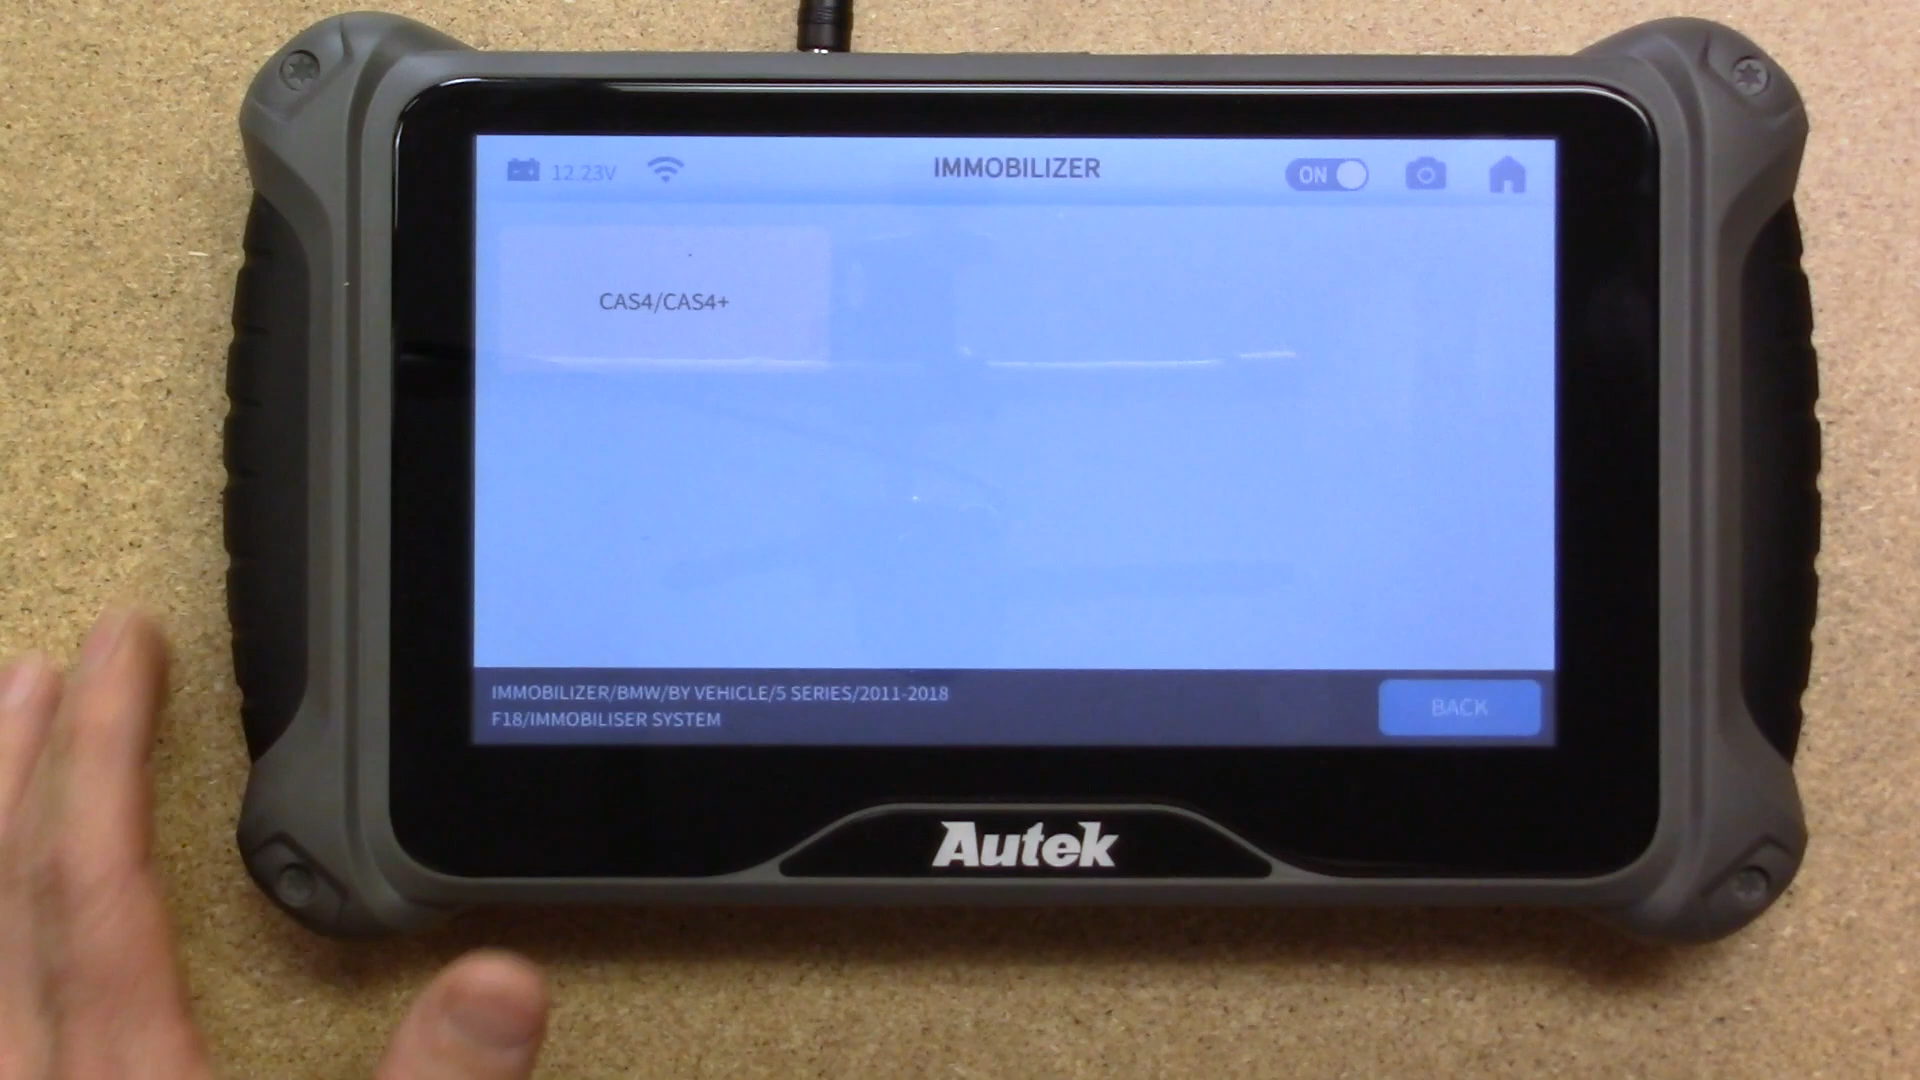 12.23V
IMMOBILIZER
ON
CAS4/CAS4+
IMMOBILIZER/BMW/BY VEHICLE/5 SERIES/2011-2018
F18/IMMOBILISER SYSTEM
BACK
Autek